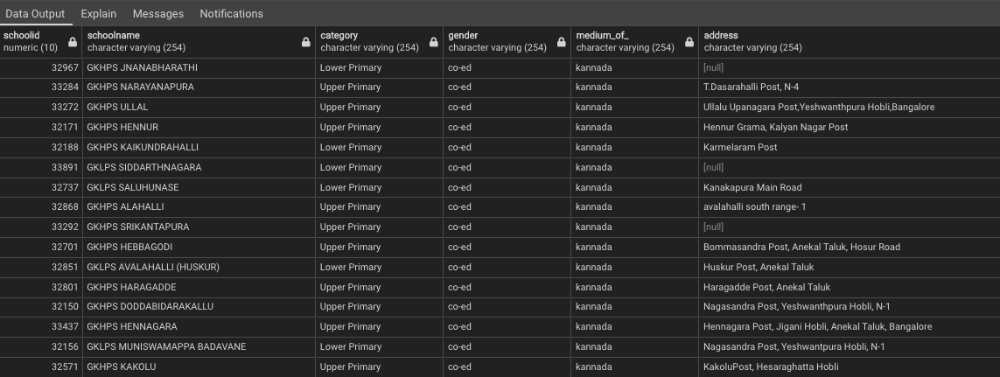 Data Output Explain Messages Notifications
schoolid schoolname category gender medium_of_ address
numeric (10) character varying (254) character varying (254) character varying (254) character varying (254) character varying (254)
32967 GKHPS JNANABHARATHI Lower Primary co-ed kannada [null]
33284 GKHPS NARAYANAPURA Upper Primary co-ed kannada T.Dasarahalli Post, N-4
33272 GKHPS ULLAL Upper Primary co-ed kannada Ullalu Upanagara Post,Yeshwanthpura Hobli,Bangalore
32171 GKHPS HENNUR Upper Primary co-ed kannada Hennur Grama, Kalyan Nagar Post
32188 GKHPS KAIKUNDRAHALLI Lower Primary co-ed kannada Karmelaram Post
33891 GKLPS SIDDARTHNAGARA Lower Primary co-ed kannada [null]
32737 GKLPS SALUHUNASE Lower Primary co-ed kannada Kanakapura Main Road
32868 GKHPS ALAHALLI Upper Primary co-ed kannada avalahalli south range- 1
33292 GKHPS SRIKANTAPURA Upper Primary co-ed kannada [null]
32701 GKHPS HEBBAGODI Upper Primary co-ed kannada Bommasandra Post, Anekal Taluk, Hosur Road
32851 GKLPS AVALAHALLI (HUSKUR) Lower Primary co-ed kannada Huskur Post, Anekal Taluk
32801 GKHPS HARAGADDE Upper Primary co-ed kannada Haragadde Post, Anekal Taluk
32150 GKHPS DODDABIDARAKALLU Upper Primary co-ed kannada Nagasandra Post, Yeshwanthpura Hobli, N-1
33437 GKHPS HENNAGARA Upper Primary co-ed kannada Hennagara Post, Jigani Hobli, Anekal Taluk, Bangalore
32156 GKLPS MUNISWAMAPPA BADAVANE Lower Primary co-ed kannada Nagasandra Post, Yeshwantpura Hobli, N-1
32571 GKHPS KAKOLU Upper Primary co-ed kannada KakoluPost, Hesaraghatta Hobli